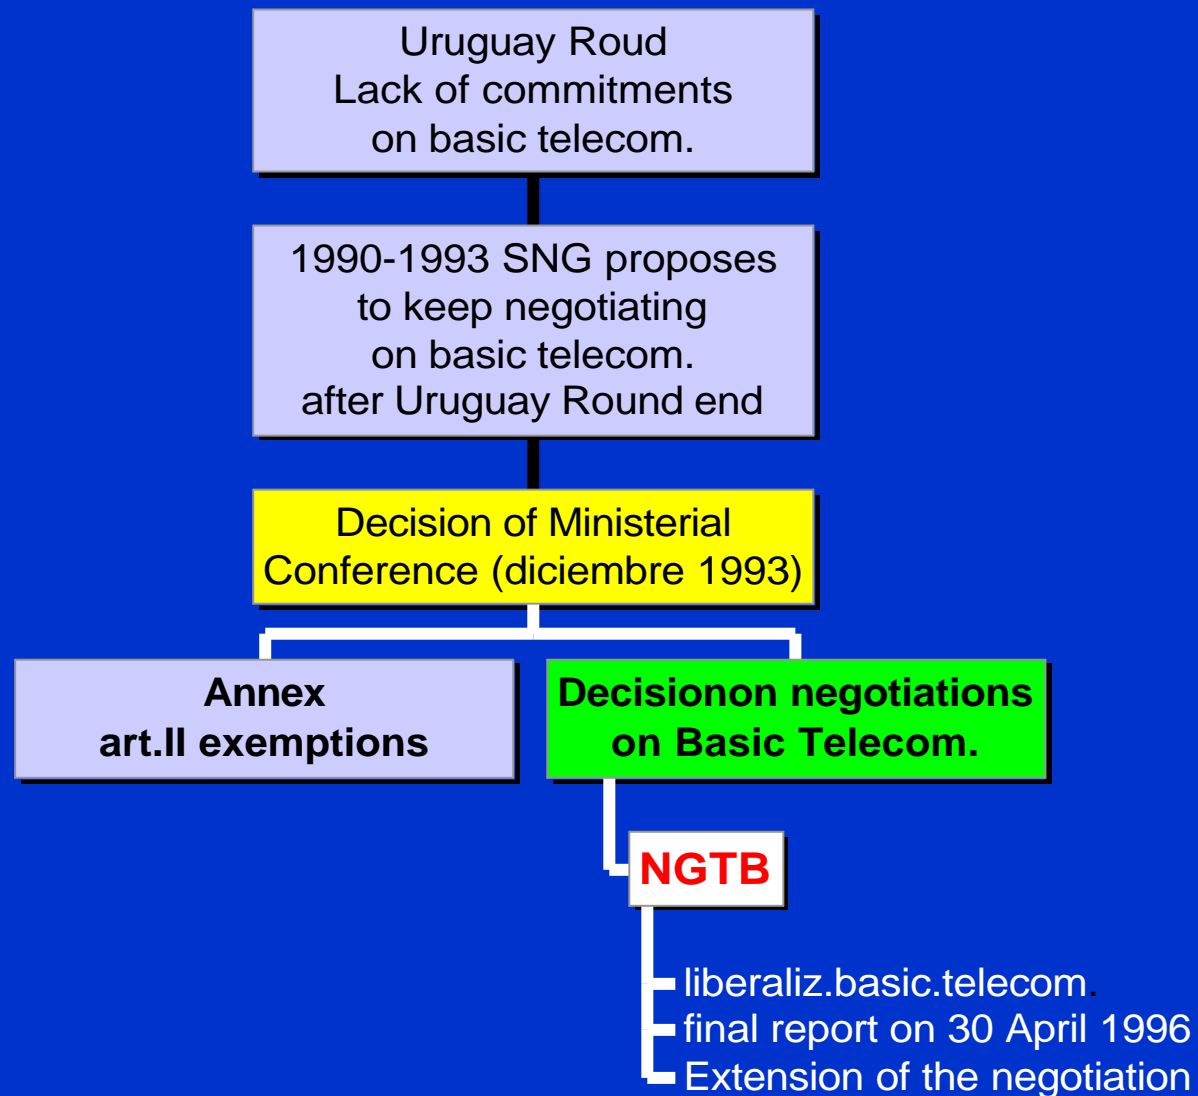 Uruguay Roud
Lack of commitments
on basic telecom.
1990-1993 SNG proposes
to keep negotiating
on basic telecom.
after Uruguay Round end
Decision of Ministerial
Conference (diciembre 1993)
Annex
art.II exemptions
Decisionon negotiations
on Basic Telecom.
NGTB
liberaliz.basic.telecom.
final report on 30 April 1996
Extension of the negotiation